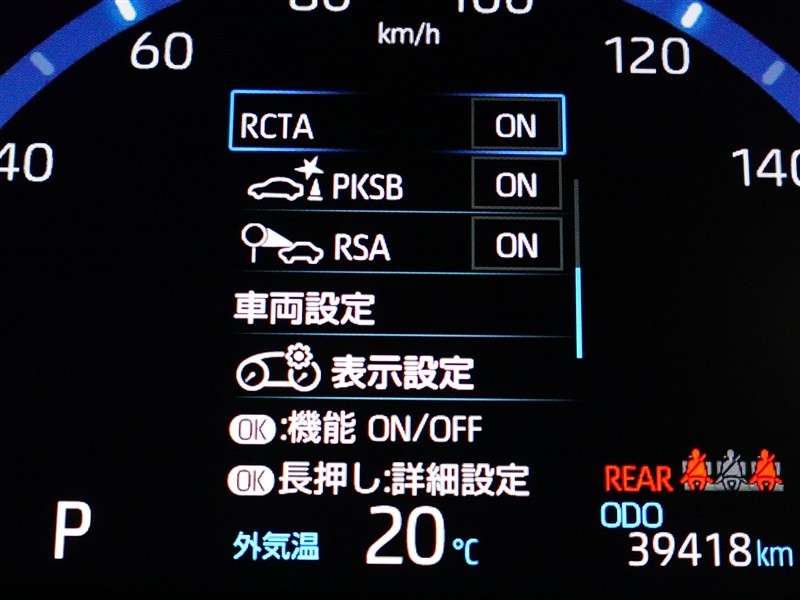 80 100
km/h
60 120
40 140
RCTA ON
PKSB ON
RSA ON
車両設定
表示設定
OK:機能 ON/OFF
OK長押し:詳細設定
REAR
P
外気温 20℃
ODO
39418km